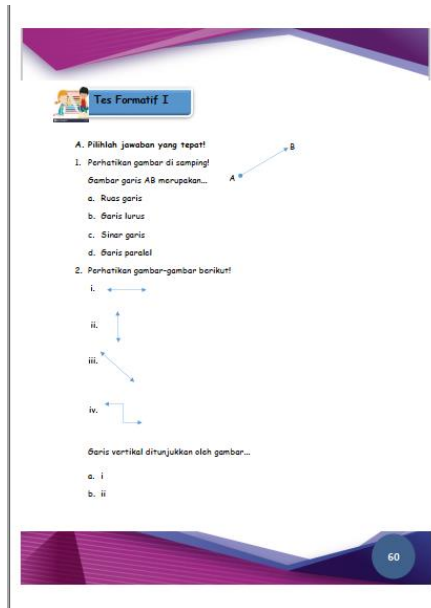 Tes Formatif I
A. Pilihlah jawaban yang tepat!
B
1. Perhatikan gambar di samping!
A
Gambar garis AB merupakan...
a. Ruas garis
b. Garis lurus
c. Sinar garis
d. Garis paralel
2. Perhatikan gambar-gambar berikut!
i.
ii.
iii.
iv.
Garis vertikal ditunjukkan oleh gambar...
a. i
b. ii
60